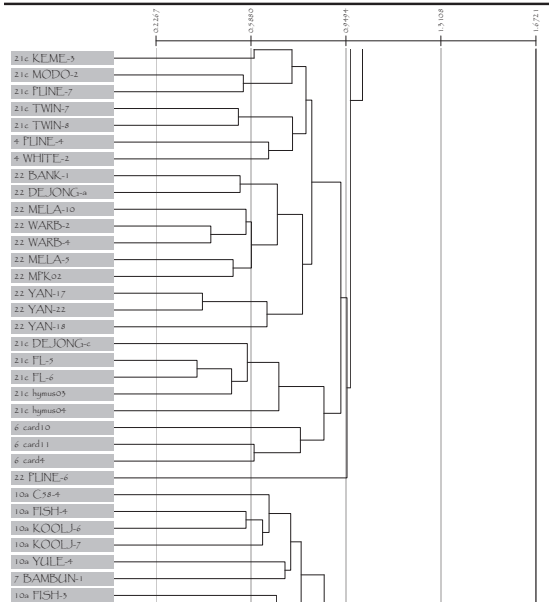 0.2267 0.5880 0.9494 1.3108 1.6721
21c KEME-3
21c MODO-2
21c PUNE-7
21c TWIN-7
21c TWIN-8
4 PUNE-4
4 WHITE-2
22 BANK-1
22 DEJONG-a
22 MELA-10
22 WARB-2
22 WARB-4
22 MELA-5
22 MPK02
22 YAN-17
22 YAN-22
22 YAN-18
21c DEJONG-c
21c FL-5
21c FL-6
21c hymus03
21c hymus04
6 card10
6 card11
6 card4
22 PUNE-6
10a C58-4
10a FISH-4
10a KOOLJ-6
10a KOOLJ-7
10a YULE-4
7 BAMBUN-1
10a FISH-3